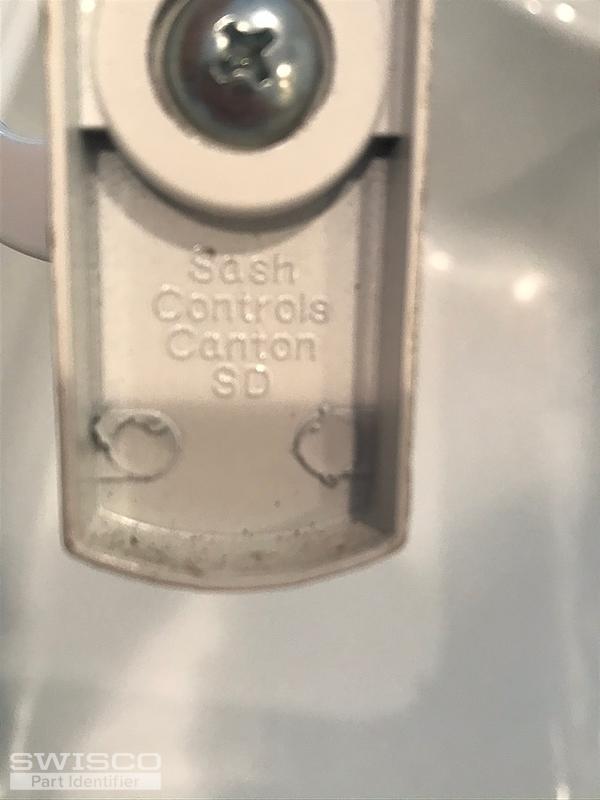 Sash
Controls
Canton
SD
SWISCO
Part Identifier